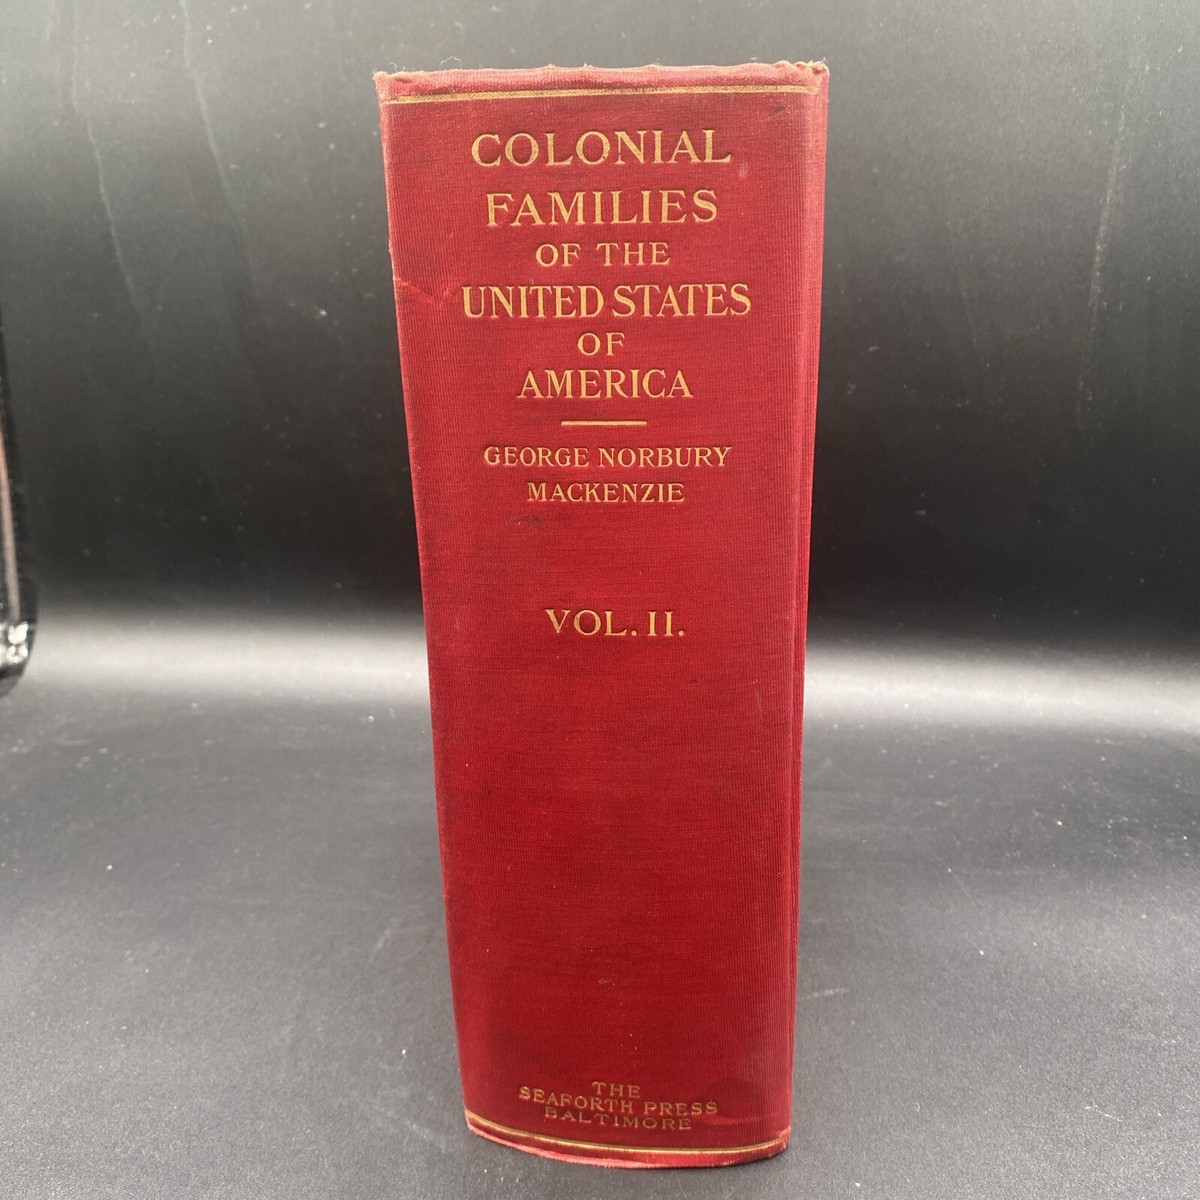 COLONIAL
FAMILIES
OF THE
UNITED STATES
OF
AMERICA
GEORGE NORBURY
MACKENZIE
VOL. II.
THE
SEAFORTH PRESS
BALTIMORE